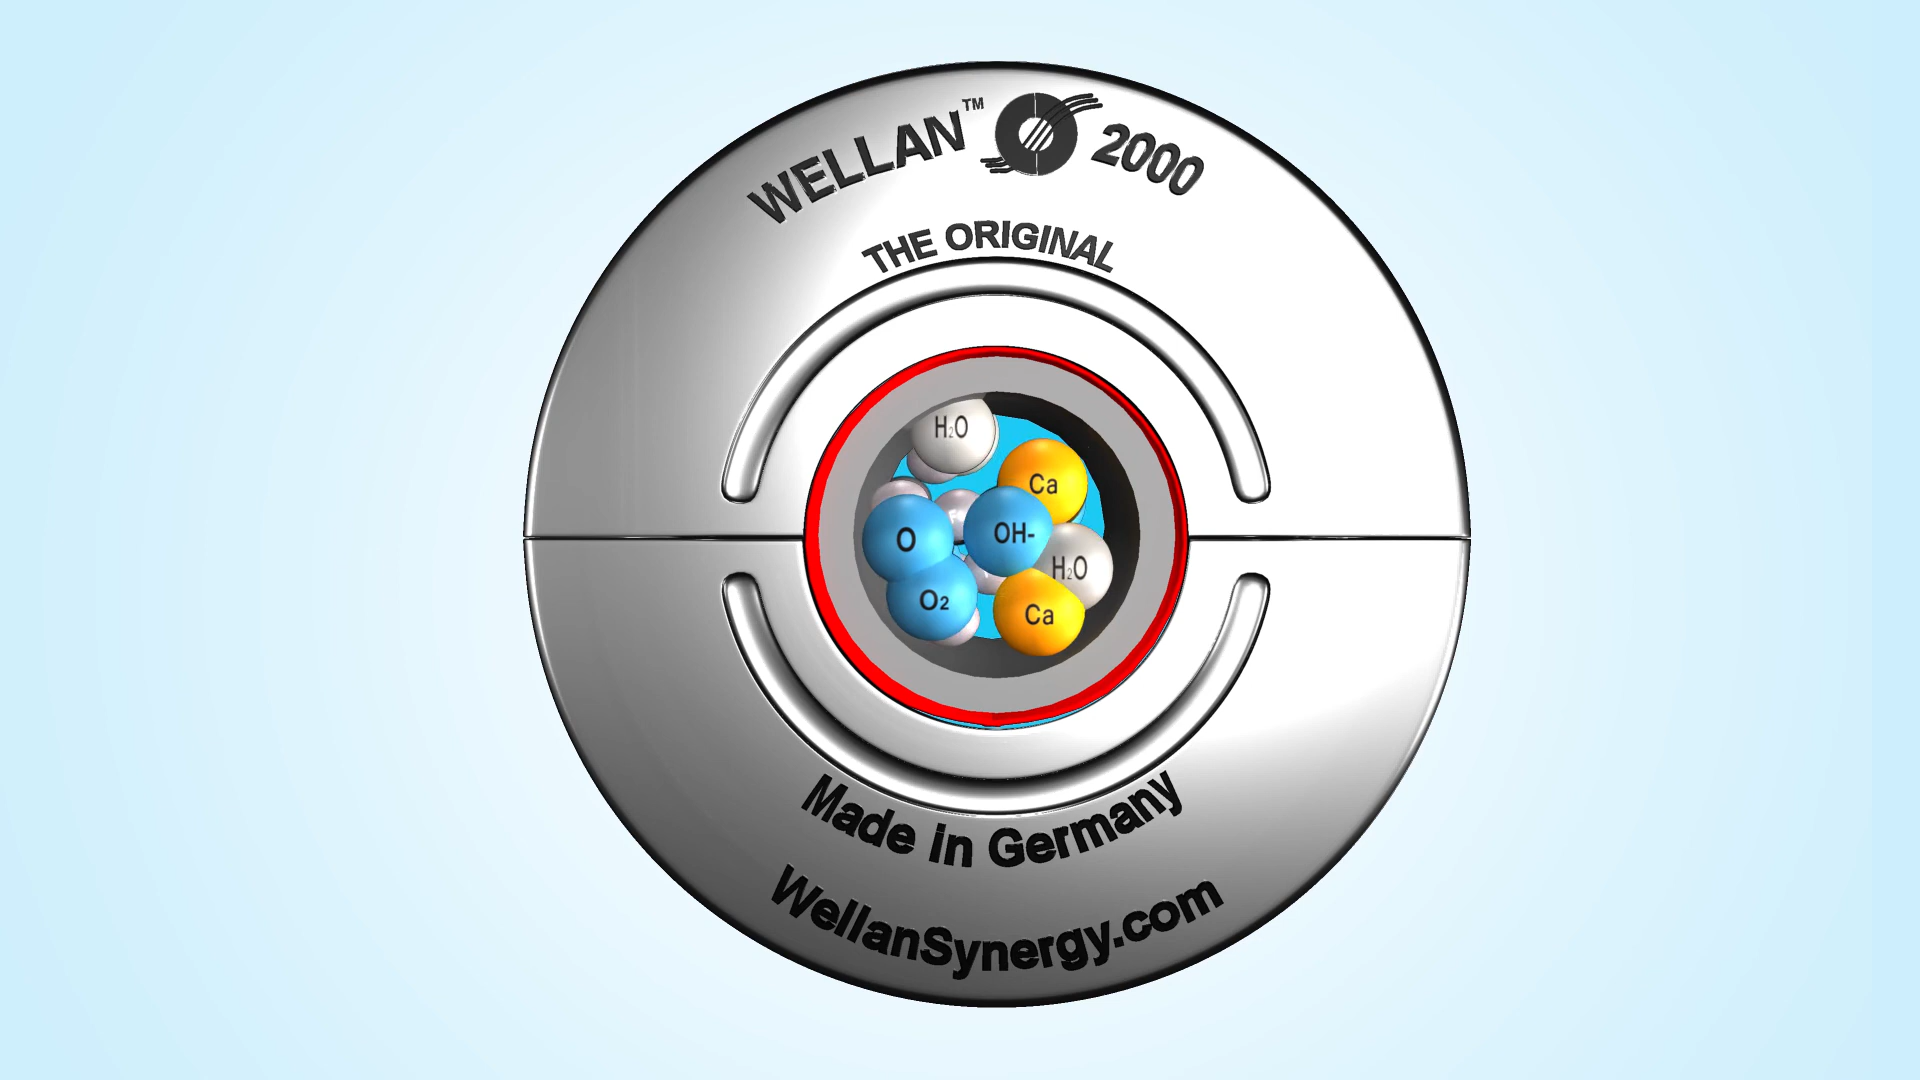 WELLAN™ 2000
THE ORIGINAL
H₂O
Ca
O
OH-
H₂O
O₂
Ca
Made in Germany
WellanSynergy.com